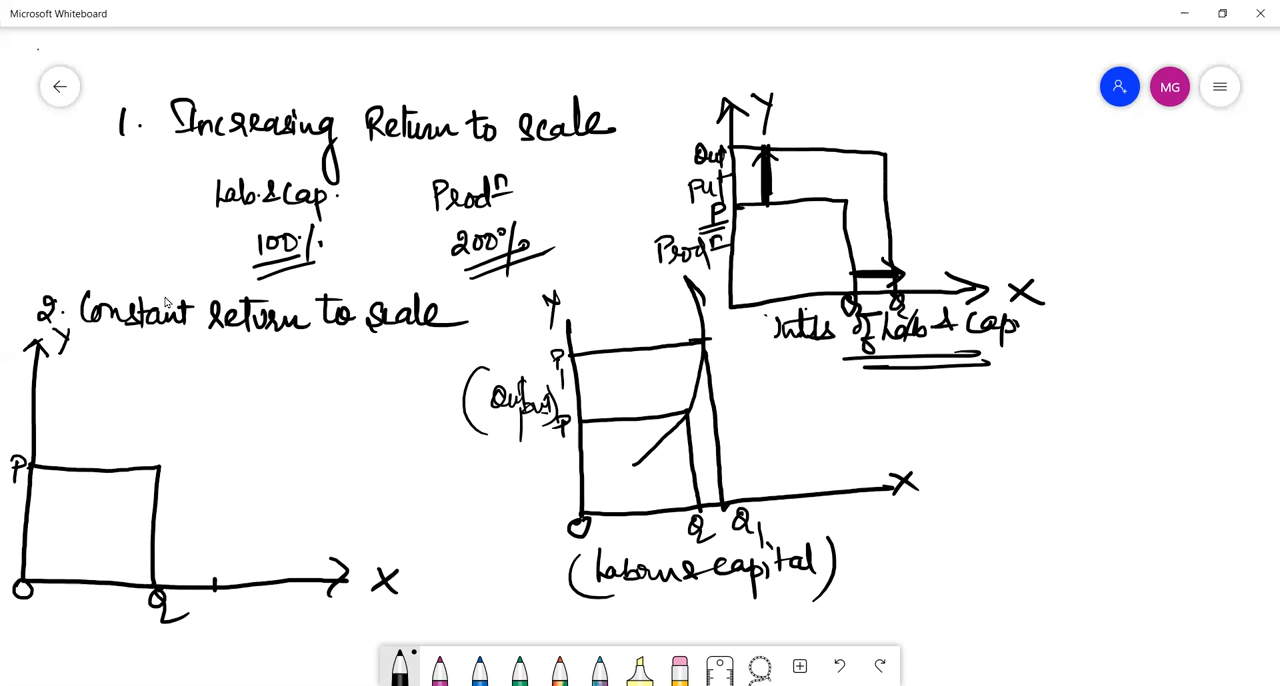 Microsoft Whiteboard
MG
1. Increasing Return to scale
Lab. & Cap. Prodn
100% 200%
Y
Out
Put
P
Prodn
Q Q
X
of Lab & Cap
2. Constant return to scale
Y
P
O
Q
X
Y
P1
(Output)
P
O
Q Q1
X
(Labour & capital)